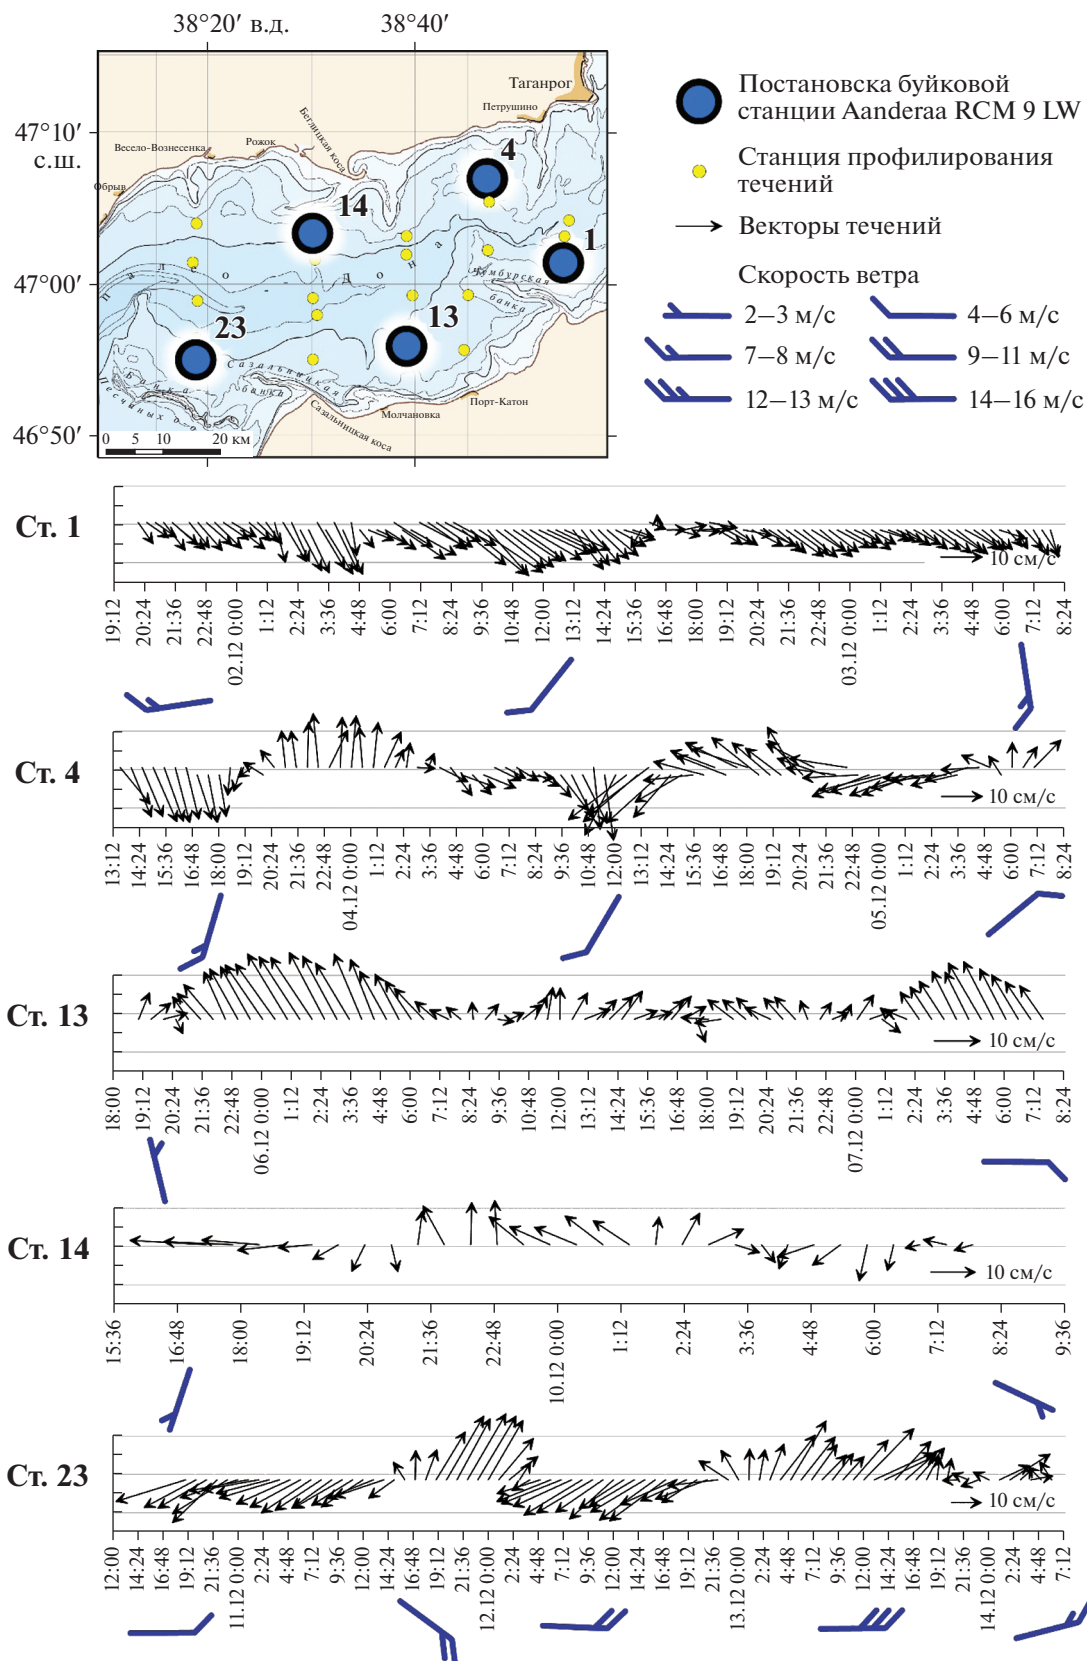 38°20′ в.д.
38°40′
47°10′
с.ш.
47°00′
46°50′
Таганрог
Петрушино
Беглицкая коса
Рожок
Весело-Вознесенка
Обрыв
4
14
1
палео-Дона
Чембурская
банка
13
23
Сазальницкая
банка
Банка
Песчаных о-в
Сазальницкая коса
Молчановка
Порт-Катон
0 5 10 20 км
Постановска буйковой
станции Aanderaa RCM 9 LW
Станция профилирования
течений
Векторы течений
Скорость ветра
2–3 м/с
4–6 м/с
7–8 м/с
9–11 м/с
12–13 м/с
14–16 м/с
Ст. 1
10 см/с
19:12 20:24 21:36 22:48 02.12 0:00 1:12 2:24 3:36 4:48 6:00 7:12 8:24 9:36 10:48 12:00 13:12 14:24 15:36 16:48 18:00 19:12 20:24 21:36 22:48 03.12 0:00 1:12 2:24 3:36 4:48 6:00 7:12 8:24
Ст. 4
10 см/с
13:12 14:24 15:36 16:48 18:00 19:12 20:24 21:36 22:48 04.12 0:00 1:12 2:24 3:36 4:48 6:00 7:12 8:24 9:36 10:48 12:00 13:12 14:24 15:36 16:48 18:00 19:12 20:24 21:36 22:48 05.12 0:00 1:12 2:24 3:36 4:48 6:00 7:12 8:24
Ст. 13
10 см/с
18:00 19:12 20:24 21:36 22:48 06.12 0:00 1:12 2:24 3:36 4:48 6:00 7:12 8:24 9:36 10:48 12:00 13:12 14:24 15:36 16:48 18:00 19:12 20:24 21:36 22:48 07.12 0:00 1:12 2:24 3:36 4:48 7:12 8:24
Ст. 14
10 см/с
15:36 16:48 18:00 19:12 20:24 21:36 22:48 10.12 0:00 1:12 2:24 3:36 4:48 6:00 7:12 8:24 9:36
Ст. 23
10 см/с
12:00 14:24 16:48 19:12 21:36 11.12 0:00 2:24 4:48 7:12 9:36 12:00 14:24 16:48 19:12 21:36 12.12 0:00 2:24 4:48 7:12 9:36 12:00 14:24 16:48 19:12 21:36 13.12 0:00 2:24 4:48 7:12 9:36 12:00 14:24 16:48 19:12 21:36 14.12 0:00 2:24 4:48 7:12